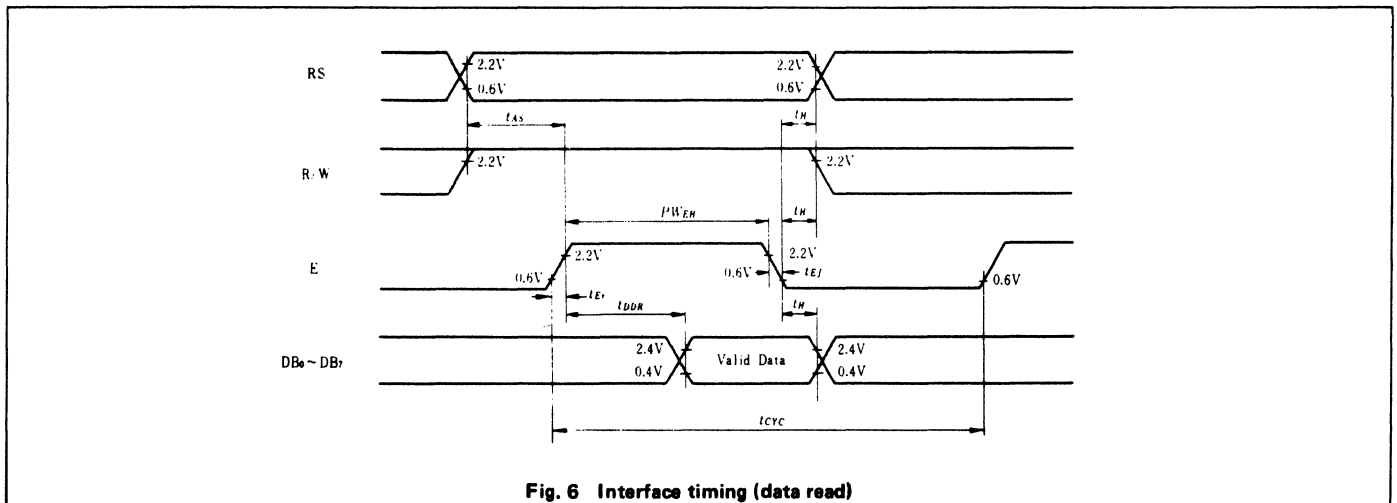 RS
2.2V
0.6V
2.2V
0.6V
tAS
tH
R/W
2.2V
2.2V
PWEH
tH
E
0.6V
2.2V
0.6V
2.2V
tEf
0.6V
tEr
tDDR
tH
DB₀~DB₇
2.4V
0.4V
Valid Data
2.4V
0.4V
tCYC
Fig. 6 Interface timing (data read)